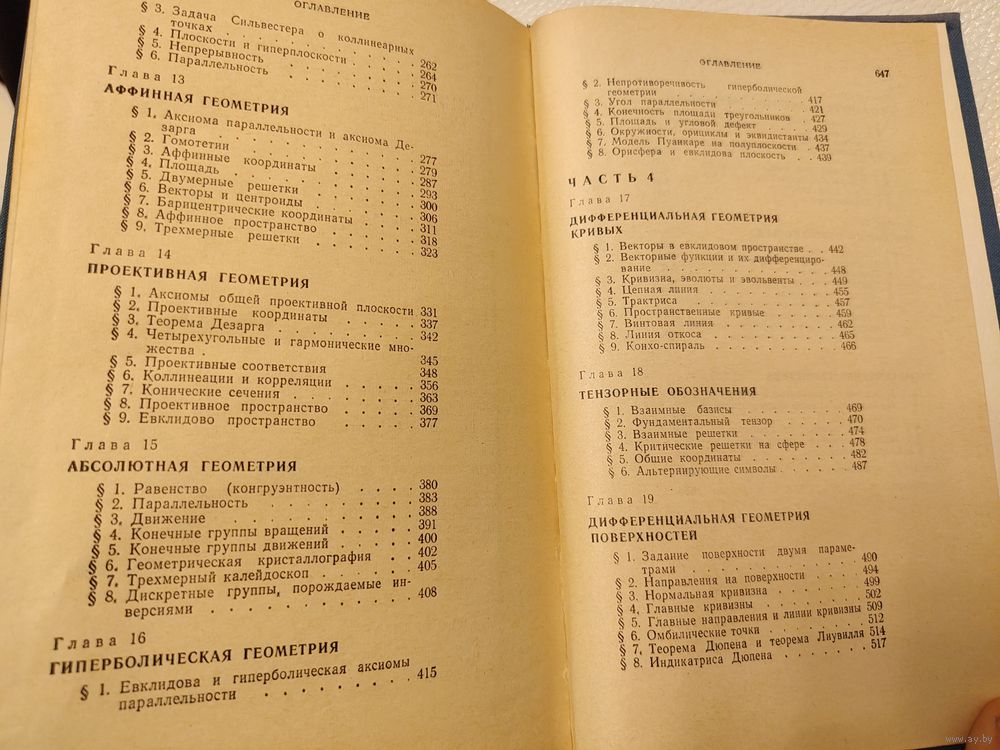 ОГЛАВЛЕНИЕ
§ 3. Задача Сильвестера о коллинеарных
точках . . . . . . . . . . 262
§ 4. Плоскости и гиперплоскости . . . . 264
§ 5. Непрерывность . . . . . . . 270
§ 6. Параллельность . . . . . . . 271
Глава 13
АФФИННАЯ ГЕОМЕТРИЯ
§ 1. Аксиома параллельности и аксиома Де-
зарга . . . . . . . . . . 277
§ 2. Гомотетии . . . . . . . . 279
§ 3. Аффинные координаты . . . . . 287
§ 4. Площадь . . . . . . . . 293
§ 5. Двумерные решетки . . . . . . 300
§ 6. Векторы и центроиды . . . . . 306
§ 7. Барицентрические координаты . . . . 311
§ 8. Аффинное пространство . . . . . 318
§ 9. Трехмерные решетки . . . . . . 323
Глава 14
ПРОЕКТИВНАЯ ГЕОМЕТРИЯ
§ 1. Аксиомы общей проективной плоскости 331
§ 2. Проективные координаты . . . . . 337
§ 3. Теорема Дезарга . . . . . . 342
§ 4. Четырехугольные и гармонические мно-
жества . 345
§ 5. Проективные соответствия 348
§ 6. Коллинеации и корреляции . . . . . 356
§ 7. Конические сечения . . . . . . 363
§ 8. Проективное пространство . . . . 369
§ 9. Евклидово пространство . . . . 377
Глава 15
АБСОЛЮТНАЯ ГЕОМЕТРИЯ
§ 1. Равенство (конгруэнтность) . . . . 380
§ 2. Параллельность . . . . . . . 383
§ 3. Движение . . . . . . . . 388
§ 4. Конечные группы вращений . . . . 391
§ 5. Конечные группы движений . . . . 400
§ 6. Геометрическая кристаллография . . 402
§ 7. Трехмерный калейдоскоп . . . . . 405
§ 8. Дискретные группы, порождаемые ин-
версиями . . . . . . . . . 408
Глава 16
ГИПЕРБОЛИЧЕСКАЯ ГЕОМЕТРИЯ
§ 1. Евклидова и гиперболическая аксиомы
параллельности . . . . . . . . 415
ОГЛАВЛЕНИЕ 647
§ 2. Непротиворечивость гиперболической
геометрии . . . . . . . . . 417
§ 3. Угол параллельности . . . . . . 421
§ 4. Конечность площади треугольников . . 427
§ 5. Площадь и угловой дефект . . . . 429
§ 6. Окружности, орициклы и эквидистанты 434
§ 7. Модель Пуанкаре на полуплоскости . . 437
§ 8. Орисфера и евклидова плоскость . . 439
ЧАСТЬ 4
Глава 17
ДИФФЕРЕНЦИАЛЬНАЯ ГЕОМЕТРИЯ
КРИВЫХ
§ 1. Векторы в евклидовом пространстве . . 442
§ 2. Векторные функции и их дифференциро-
вание . . . . . . . . . . 448
§ 3. Кривизна, эволюты и эвольвенты . . . 449
§ 4. Цепная линия . . . . . . . . 455
§ 5. Трактриса . . . . . . . . 457
§ 6. Пространственные кривые . . . . 459
§ 7. Винтовая линия . . . . . . . 462
§ 8. Линия откоса . . . . . . . 465
§ 9. Конхо-спираль . . . . . . . 466
Глава 18
ТЕНЗОРНЫЕ ОБОЗНАЧЕНИЯ
§ 1. Взаимные базисы . . . . . . 469
§ 2. Фундаментальный тензор . . . . . 470
§ 3. Взаимные решетки . . . . . . 474
§ 4. Критические решетки на сфере . . . 478
§ 5. Общие координаты . . . . . . 482
§ 6. Альтернирующие символы . . . . . 487
Глава 19
ДИФФЕРЕНЦИАЛЬНАЯ ГЕОМЕТРИЯ
ПОВЕРХНОСТЕЙ
§ 1. Задание поверхности двумя параме-
трами . . . . . . . . . . 490
§ 2. Направления на поверхности . . . . 494
§ 3. Нормальная кривизна . . . . . . 499
§ 4. Главные кривизны . . . . . . 502
§ 5. Главные направления и линии кривизны 509
§ 6. Омбилические точки . . . . . . 512
§ 7. Теорема Дюпена и теорема Лиувилля 514
§ 8. Индикатриса Дюпена . . . . . . 517
www.ay.by